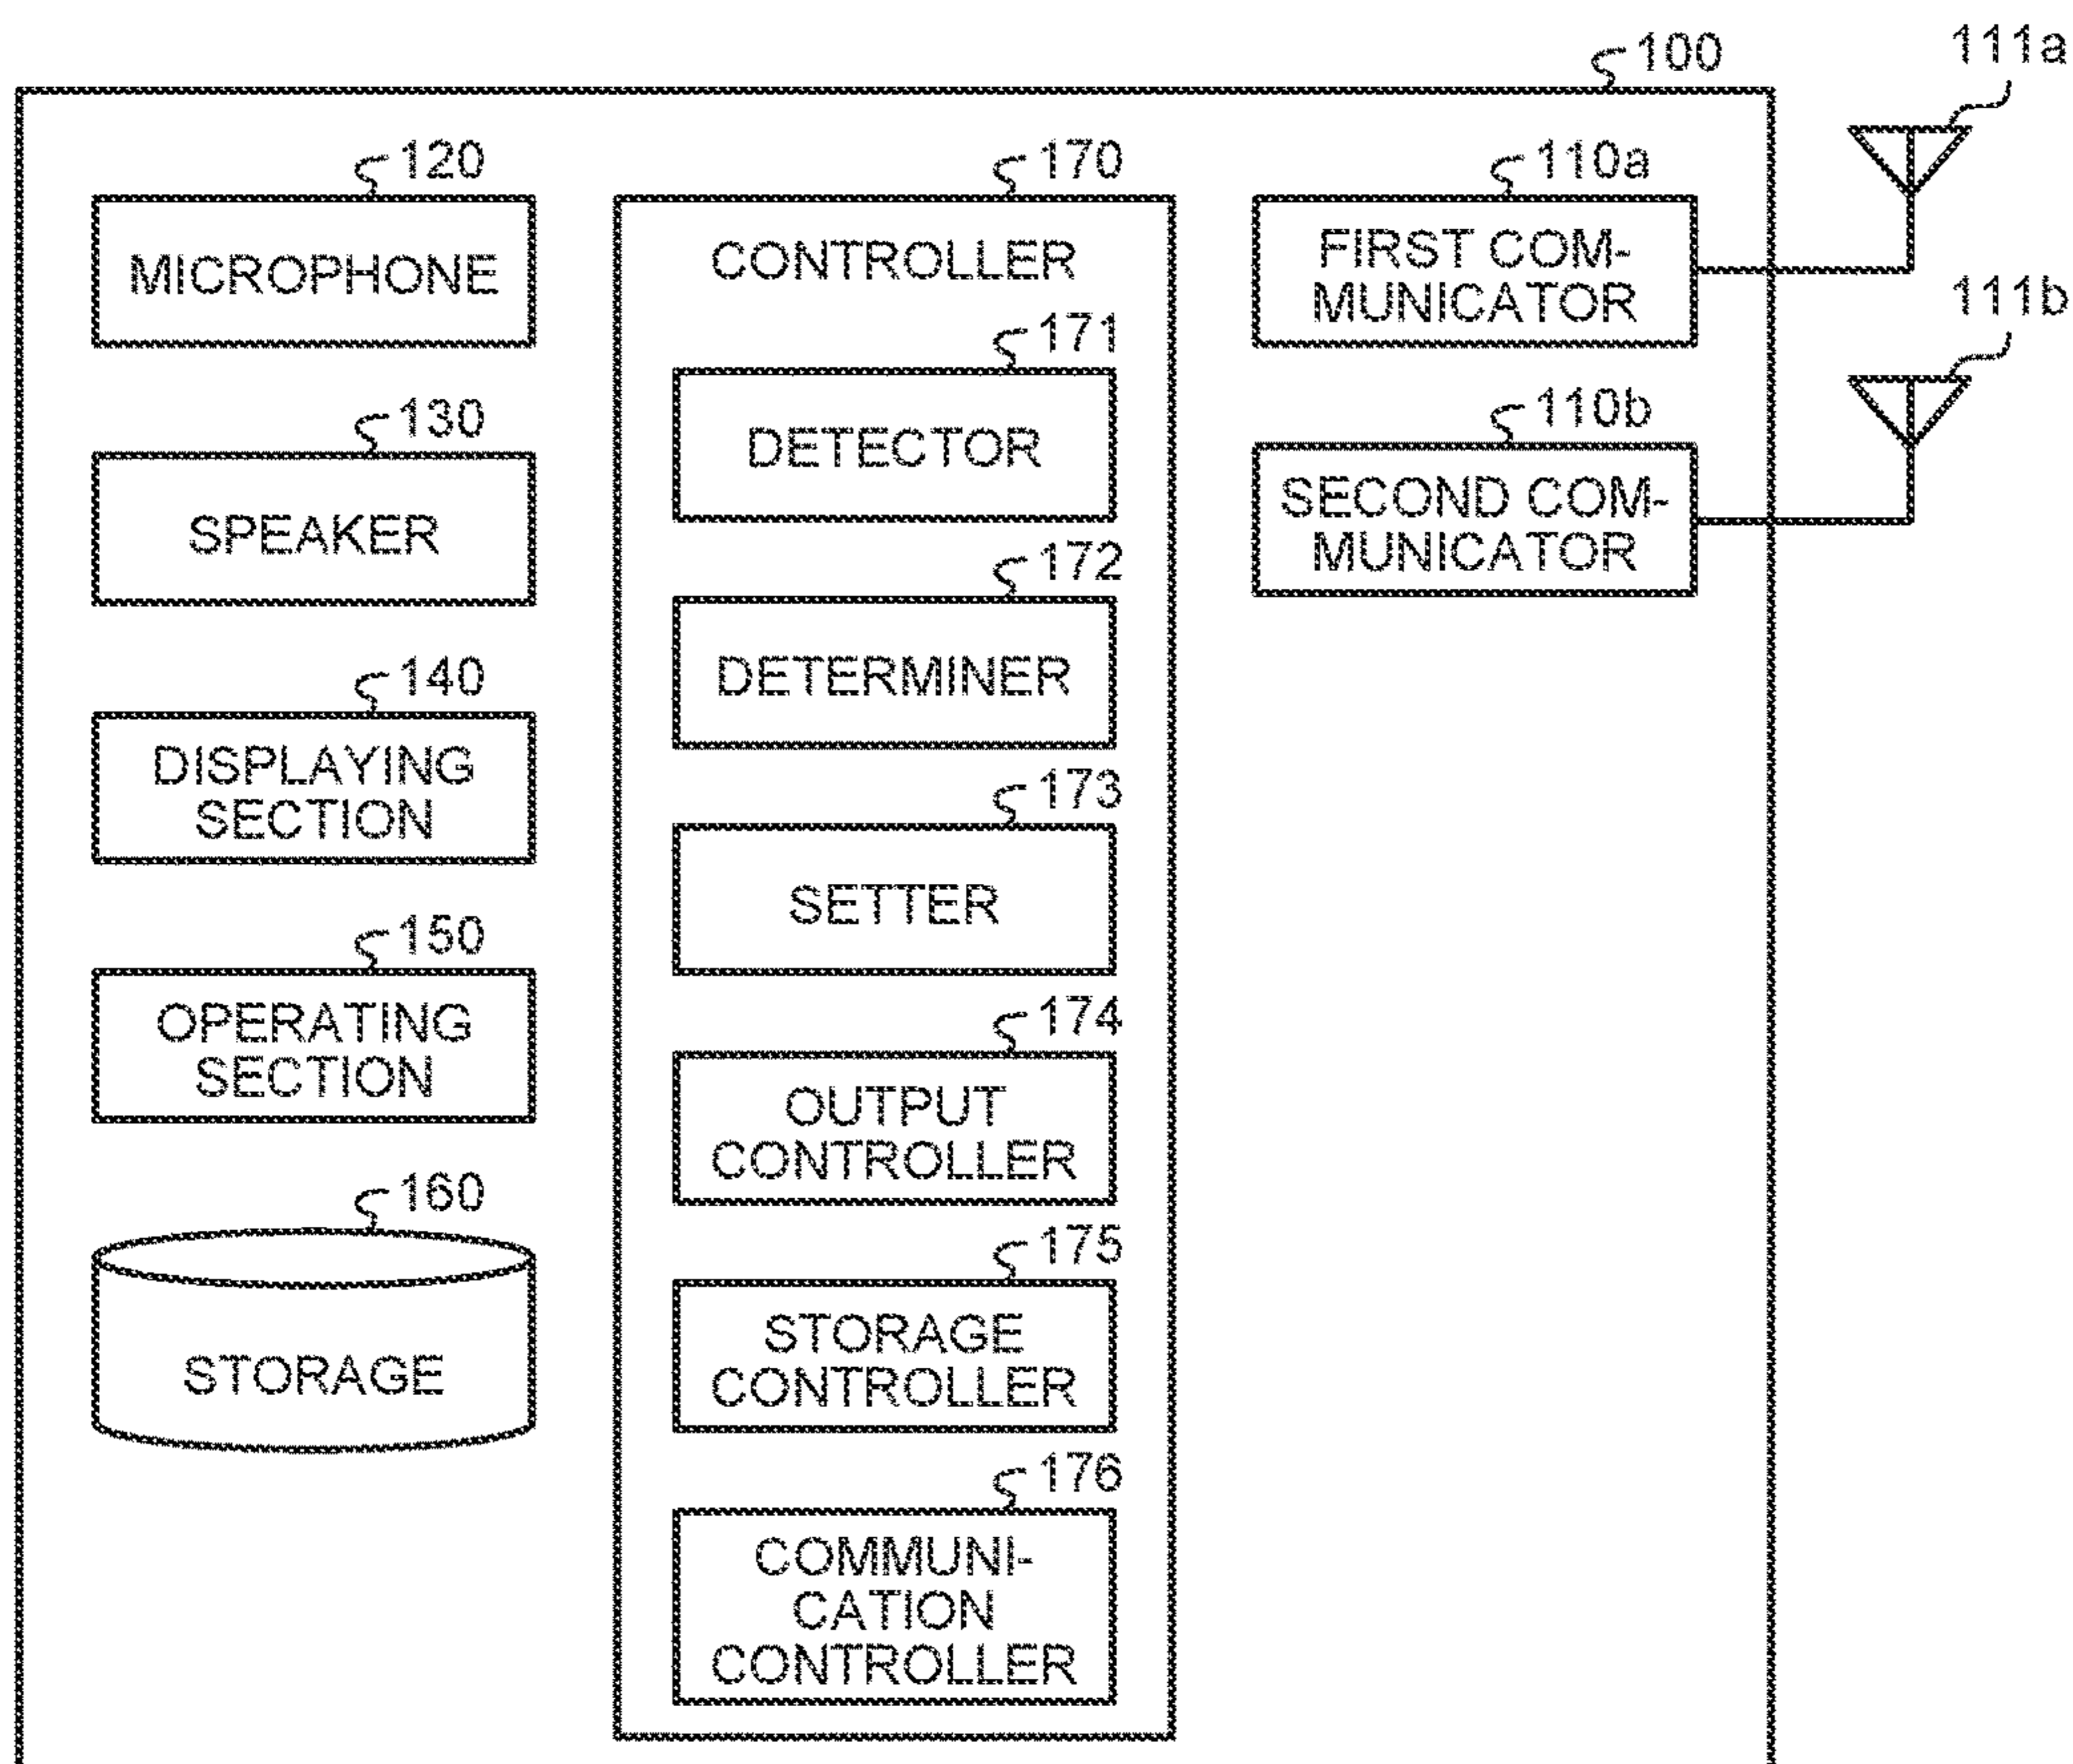 100
111a
120
MICROPHONE
130
SPEAKER
140
DISPLAYING
SECTION
150
OPERATING
SECTION
160
STORAGE
170
CONTROLLER
171
DETECTOR
172
DETERMINER
173
SETTER
174
OUTPUT
CONTROLLER
175
STORAGE
CONTROLLER
176
COMMUNI-
CATION
CONTROLLER
110a
FIRST COM-
MUNICATOR
111b
110b
SECOND COM-
MUNICATOR